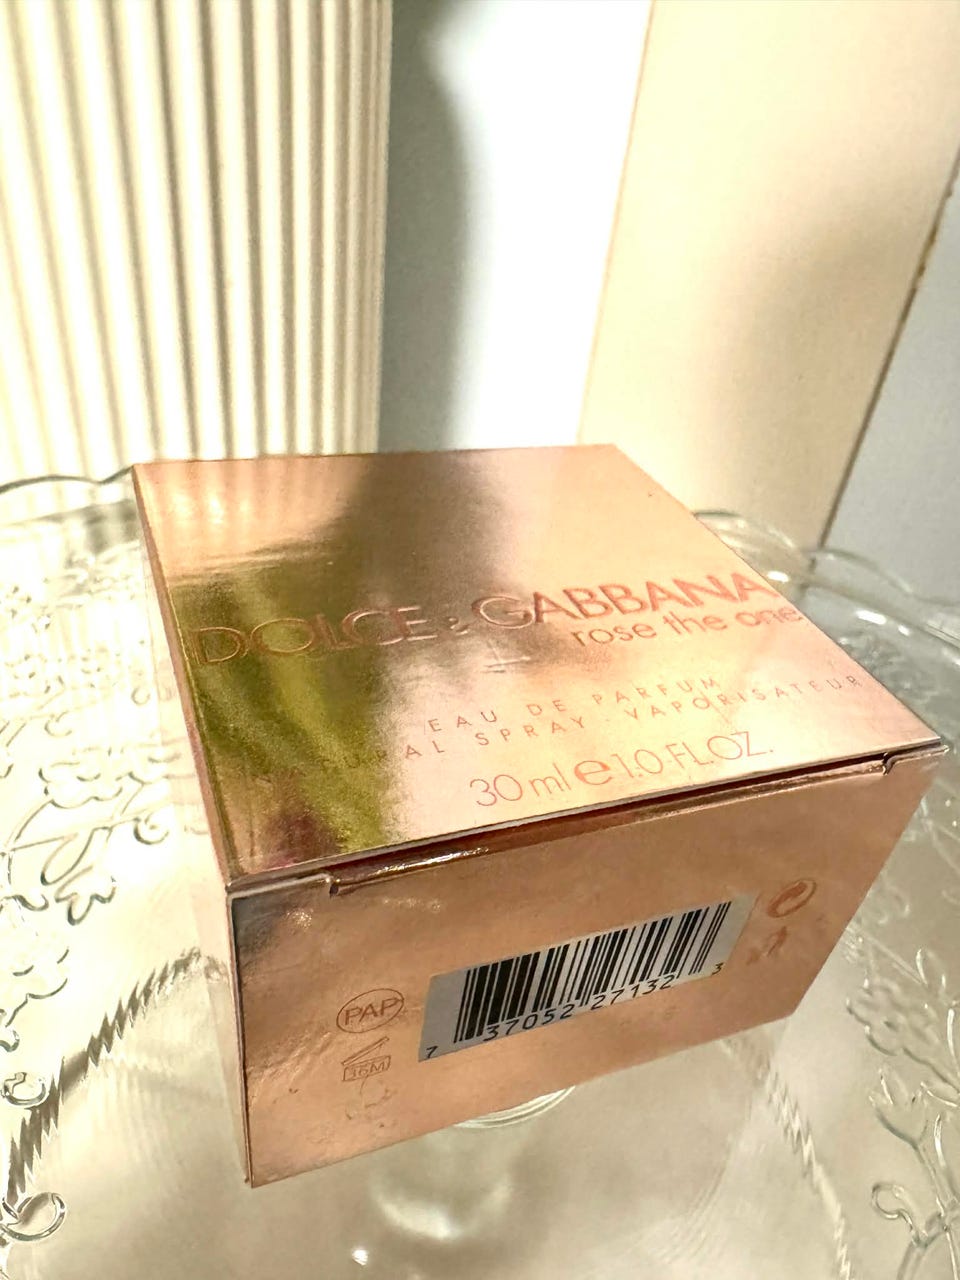 DOLCE & GABBANA
rose the one
EAU DE PARFUM
NATURAL SPRAY · VAPORISATEUR
30 ml e 1.0 FL.OZ.
PAP
36M
7 37052 27132 3